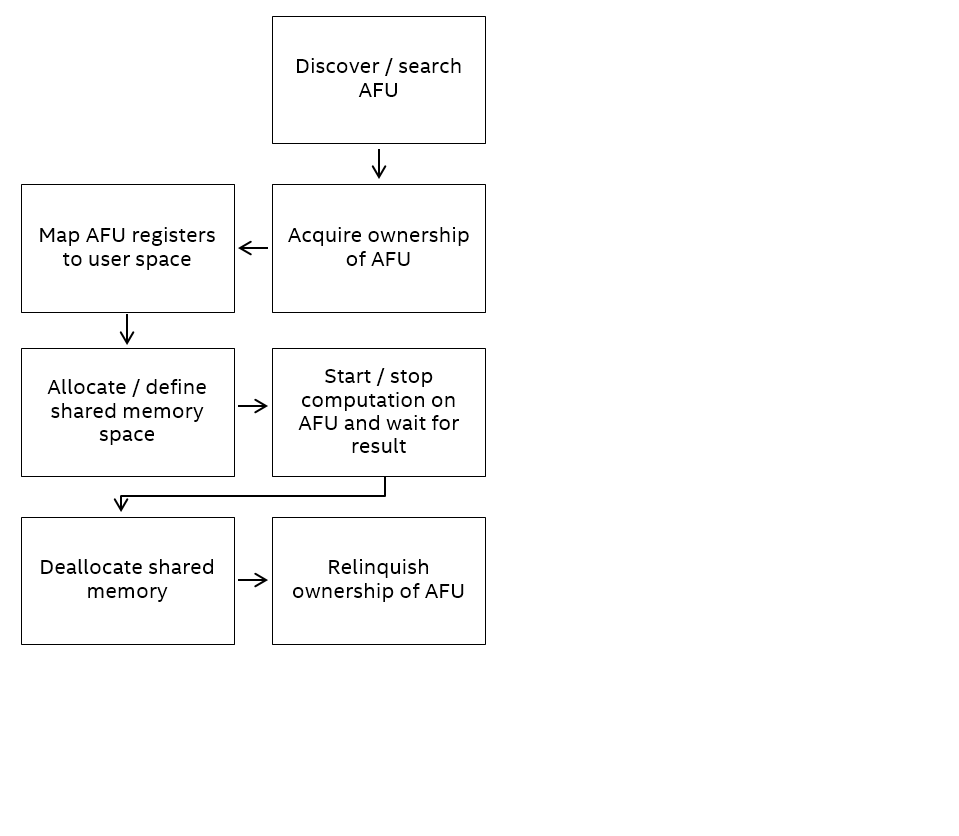 Discover / search
AFU
Acquire ownership
of AFU
Map AFU registers
to user space
Allocate / define
shared memory
space
Start / stop
computation on
AFU and wait for
result
Deallocate shared
memory
Relinquish
ownership of AFU